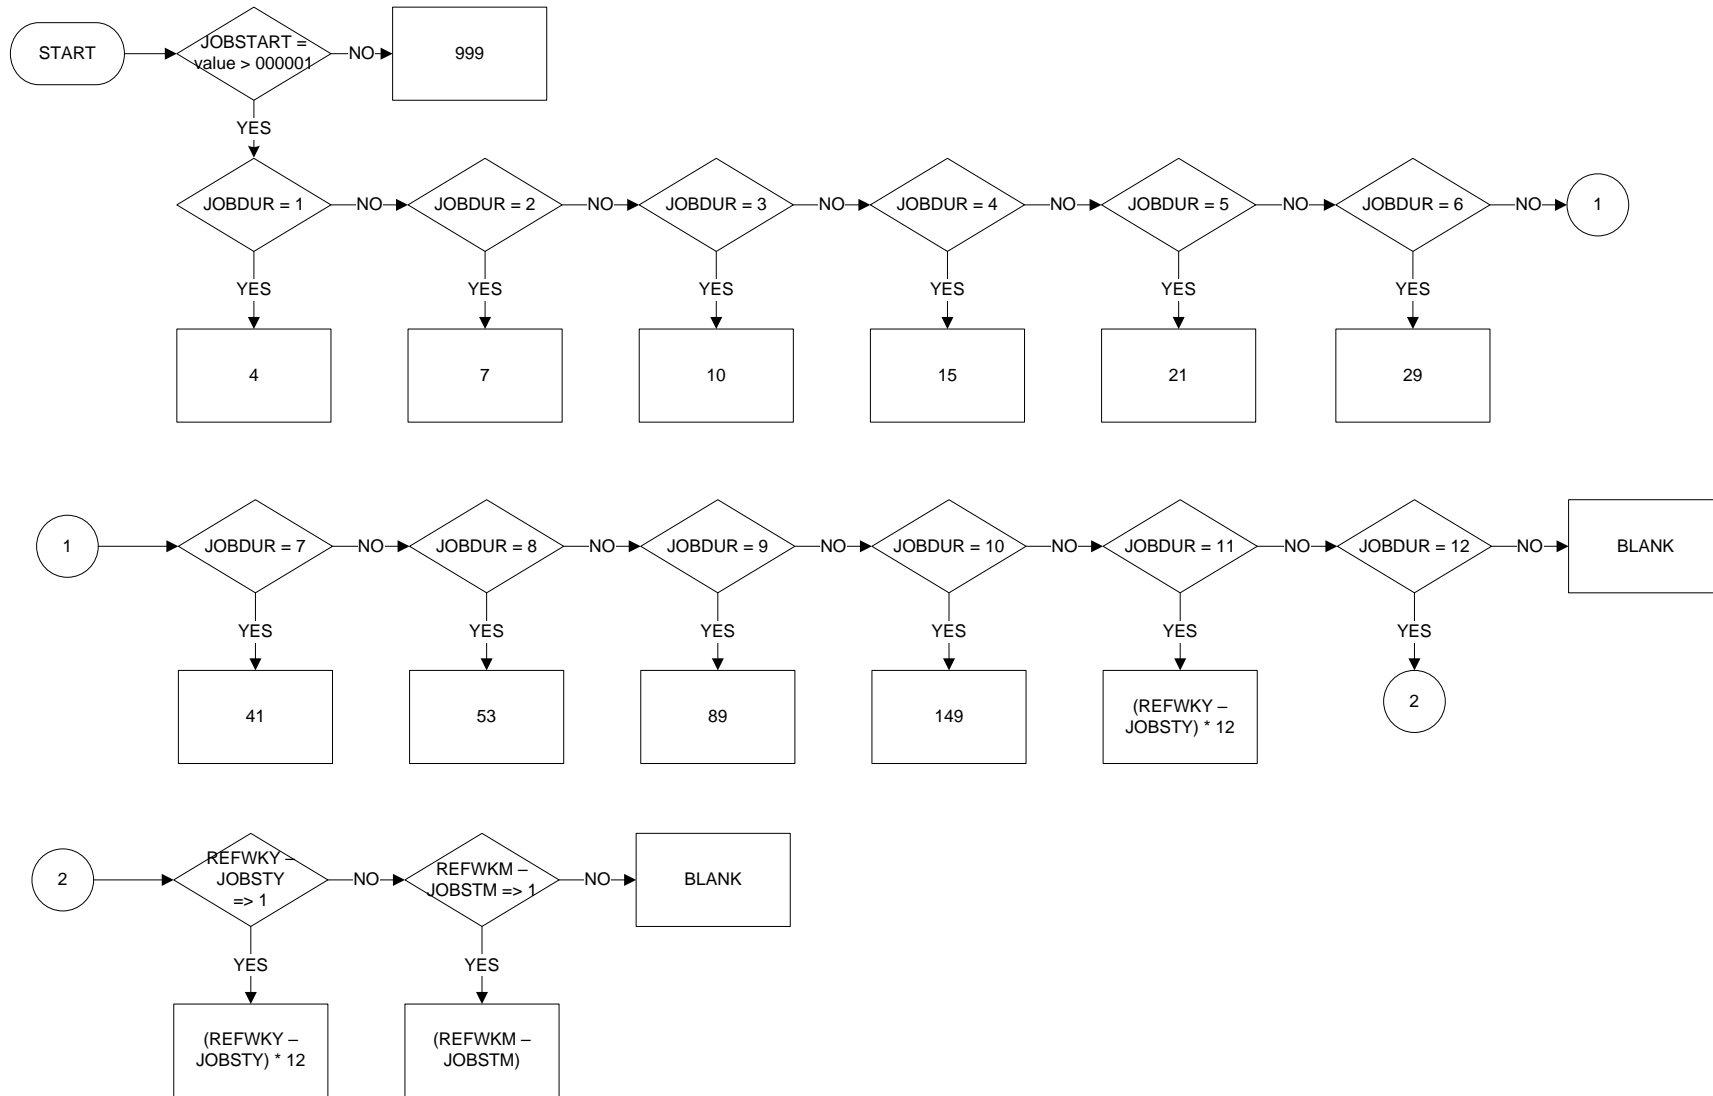 START
JOBSTART =
value > 000001
NO
999
YES
JOBDUR = 1
NO
JOBDUR = 2
NO
JOBDUR = 3
NO
JOBDUR = 4
NO
JOBDUR = 5
NO
JOBDUR = 6
NO
1
YES
YES
YES
YES
YES
YES
4
7
10
15
21
29
1
JOBDUR = 7
NO
JOBDUR = 8
NO
JOBDUR = 9
NO
JOBDUR = 10
NO
JOBDUR = 11
NO
JOBDUR = 12
NO
BLANK
YES
YES
YES
YES
YES
YES
41
53
89
149
(REFWKY –
JOBSTY) * 12
2
2
REFWKY –
JOBSTY
=> 1
NO
REFWKM –
JOBSTM => 1
NO
BLANK
YES
YES
(REFWKY –
JOBSTY) * 12
(REFWKM –
JOBSTM)